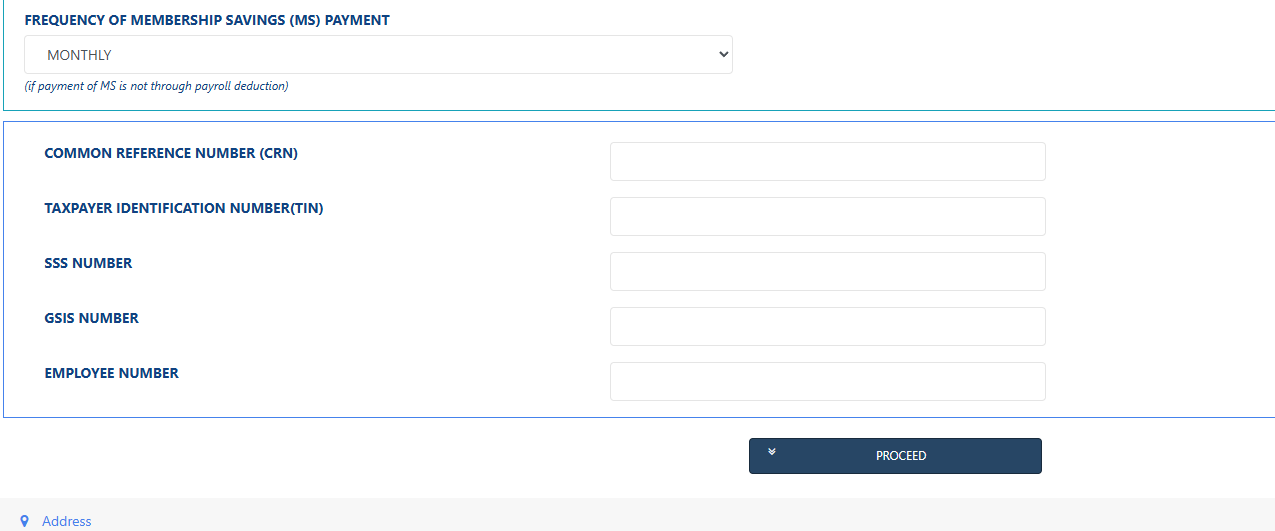 FREQUENCY OF MEMBERSHIP SAVINGS (MS) PAYMENT
MONTHLY
(if payment of MS is not through payroll deduction)
COMMON REFERENCE NUMBER (CRN)
TAXPAYER IDENTIFICATION NUMBER(TIN)
SSS NUMBER
GSIS NUMBER
EMPLOYEE NUMBER
PROCEED
Address